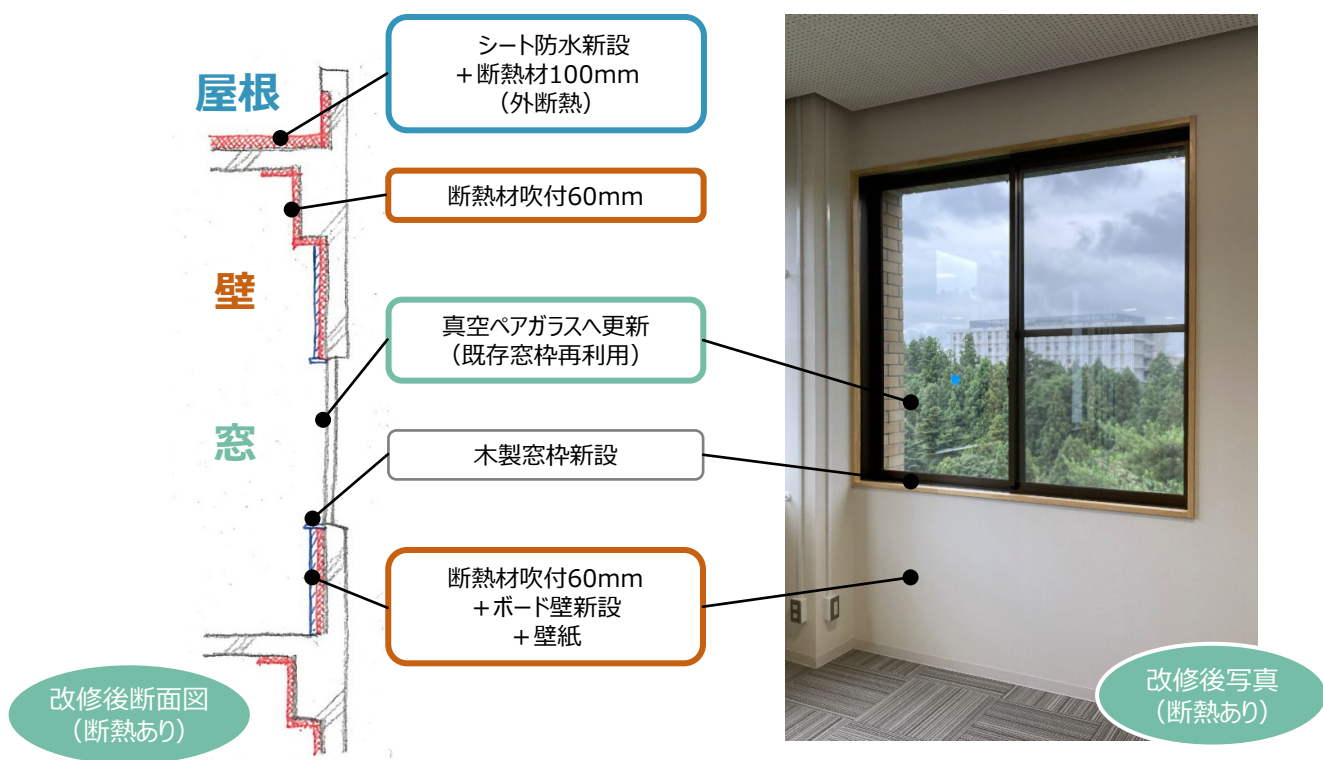 屋根
シート防水新設
+断熱材100mm
(外断熱)
断熱材吹付60mm
壁
真空ペアガラスへ更新
(既存窓枠再利用)
窓
木製窓枠新設
断熱材吹付60mm
+ボード壁新設
+壁紙
改修後断面図
(断熱あり)
改修後写真
(断熱あり)